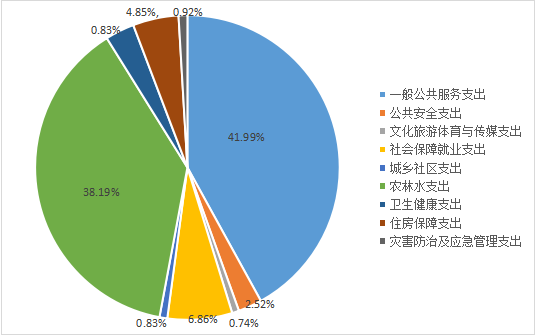 4.85%,
0.92%
0.83%
41.99%
38.19%
2.52%
6.86%
0.74%
0.83%
一般公共服务支出
公共安全支出
文化旅游体育与传媒支出
社会保障就业支出
城乡社区支出
农林水支出
卫生健康支出
住房保障支出
灾害防治及应急管理支出